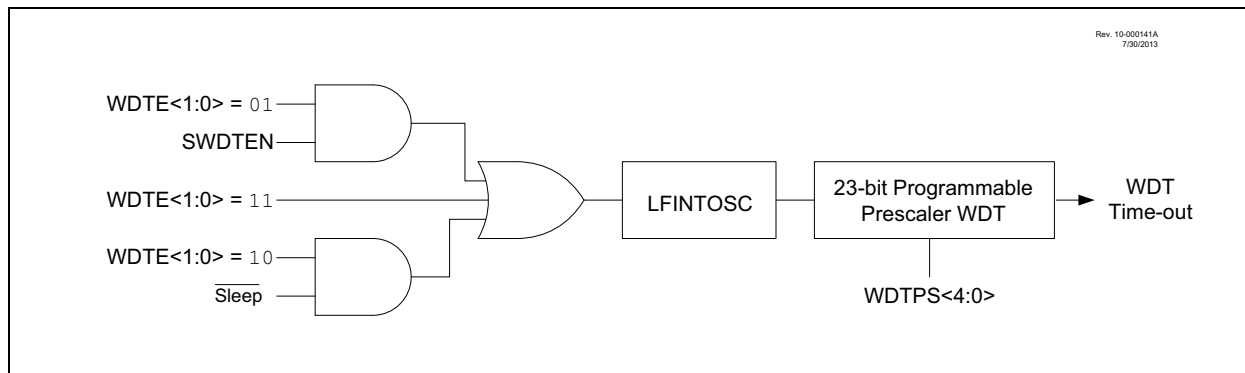 Rev. 10-000141A
7/30/2013
WDTE<1:0> = 01
SWDTEN
WDTE<1:0> = 11
WDTE<1:0> = 10
Sleep
LFINTOSC
23-bit Programmable
Prescaler WDT
WDTPS<4:0>
WDT
Time-out